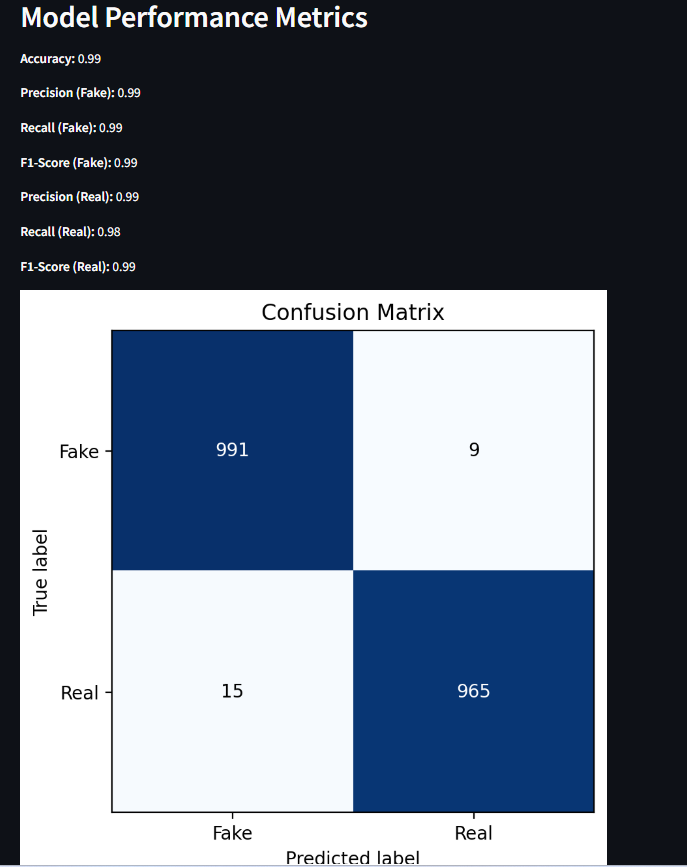 Model Performance Metrics
Accuracy: 0.99
Precision (Fake): 0.99
Recall (Fake): 0.99
F1-Score (Fake): 0.99
Precision (Real): 0.99
Recall (Real): 0.98
F1-Score (Real): 0.99
Confusion Matrix
Fake
991
9
True label
Real
15
965
Fake
Real
Predicted label